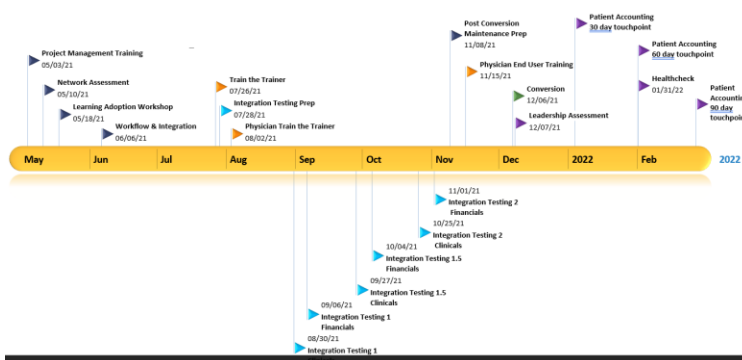 Project Management Training
05/03/21
Network Assessment
05/10/21
Learning Adoption Workshop
05/18/21
Workflow & Integration
06/06/21
Train the Trainer
07/26/21
Integration Testing Prep
07/28/21
Physician Train the Trainer
08/02/21
Post Conversion
Maintenance Prep
11/08/21
Physician End User Training
11/15/21
Conversion
12/06/21
Leadership Assessment
12/07/21
Patient Accounting
30 day touchpoint
Patient Accounting
60 day touchpoint
Healthcheck
01/31/22
Patient
Accounti
90 day
touchpoi
May
Jun
Jul
Aug
Sep
Oct
Nov
Dec
2022
Feb
2022
11/01/21
Integration Testing 2
Financials
10/25/21
Integration Testing 2
Clinicals
10/04/21
Integration Testing 1.5
Financials
09/27/21
Integration Testing 1.5
Clinicals
09/06/21
Integration Testing 1
Financials
08/30/21
Integration Testing 1